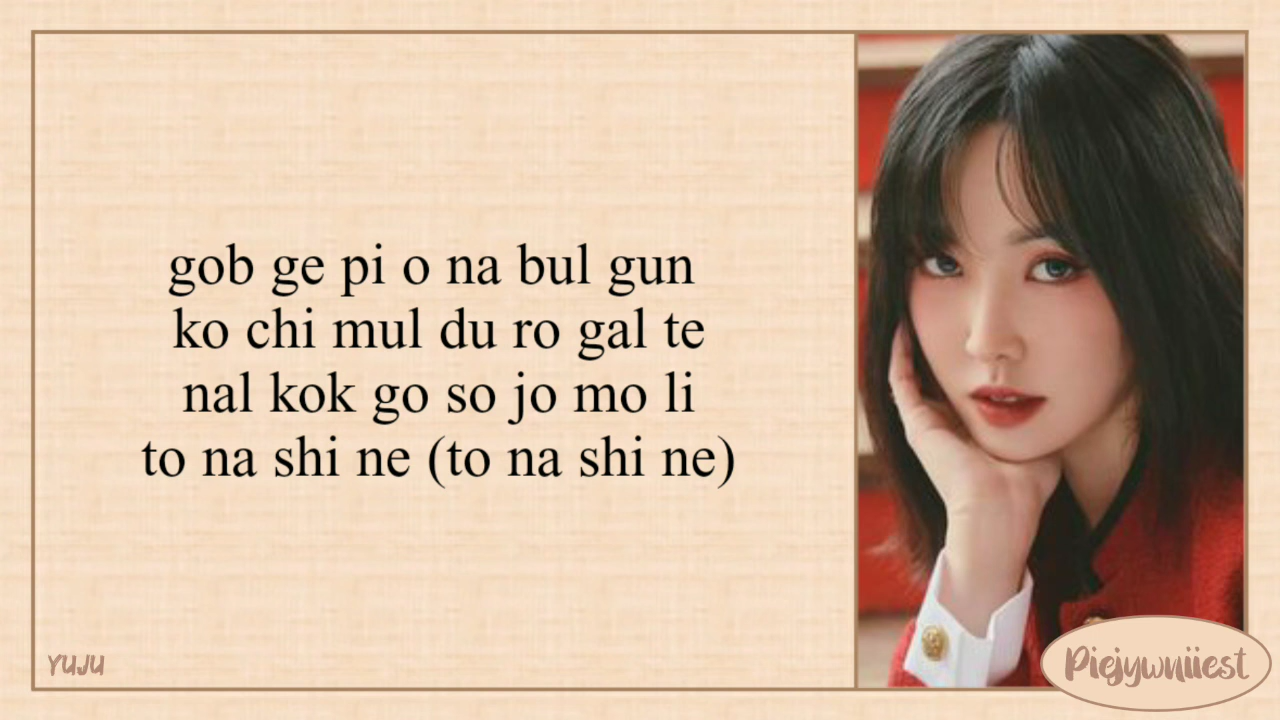 gob ge pi o na bul gun
ko chi mul du ro gal te
nal kok go so jo mo li
to na shi ne (to na shi ne)
YUJU
Piejywniiest